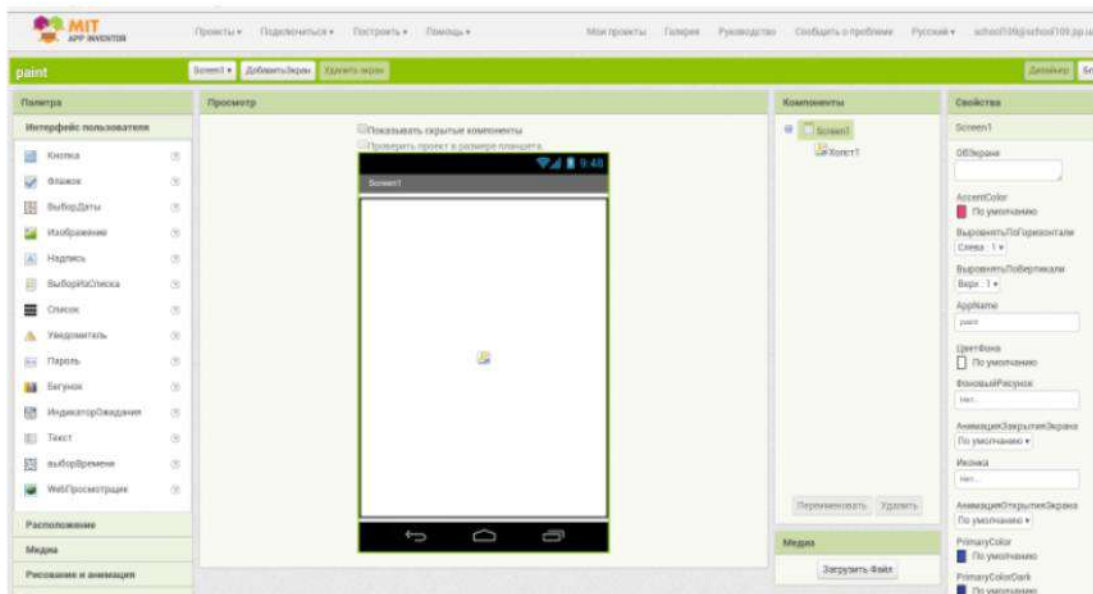 MIT
APP INVENTOR
Проекты Подключиться Построить Помощь Мои проекты Галерея Руководство Сообщить о проблеме Русский
paint Screen1 ДобавитьЭкран Удалить экран Дизайнер
Палитра
Интерфейс пользователя
Кнопка
Флажок
ВыборДаты
Изображение
Надпись
ВыборИзСписка
Список
Уведомитель
Пароль
Бегунок
ИндикаторОжидания
Текст
выборВремени
WebПросмотрщик
Расположение
Медиа
Рисование и анимация
Просмотр
Показывать скрытые компоненты
Проверить проект в размере планшета.
9:48
Screen1
Компоненты
Screen1
Холст1
Переименовать Удалить
Медиа
Загрузить Файл
Свойства
Screen1
ОбЭкране
AccentColor
По умолчанию
ВыровнятьПоГоризонтали
Слева : 1
ВыровнятьПоВертикали
Верх : 1
AppName
paint
ЦветФона
По умолчанию
ФоновыйРисунок
Нет...
АнимацияЗакрытияЭкрана
По умолчанию
Иконка
Нет...
АнимацияОткрытияЭкрана
По умолчанию
PrimaryColor
По умолчанию
PrimaryColorDark
По умолчанию